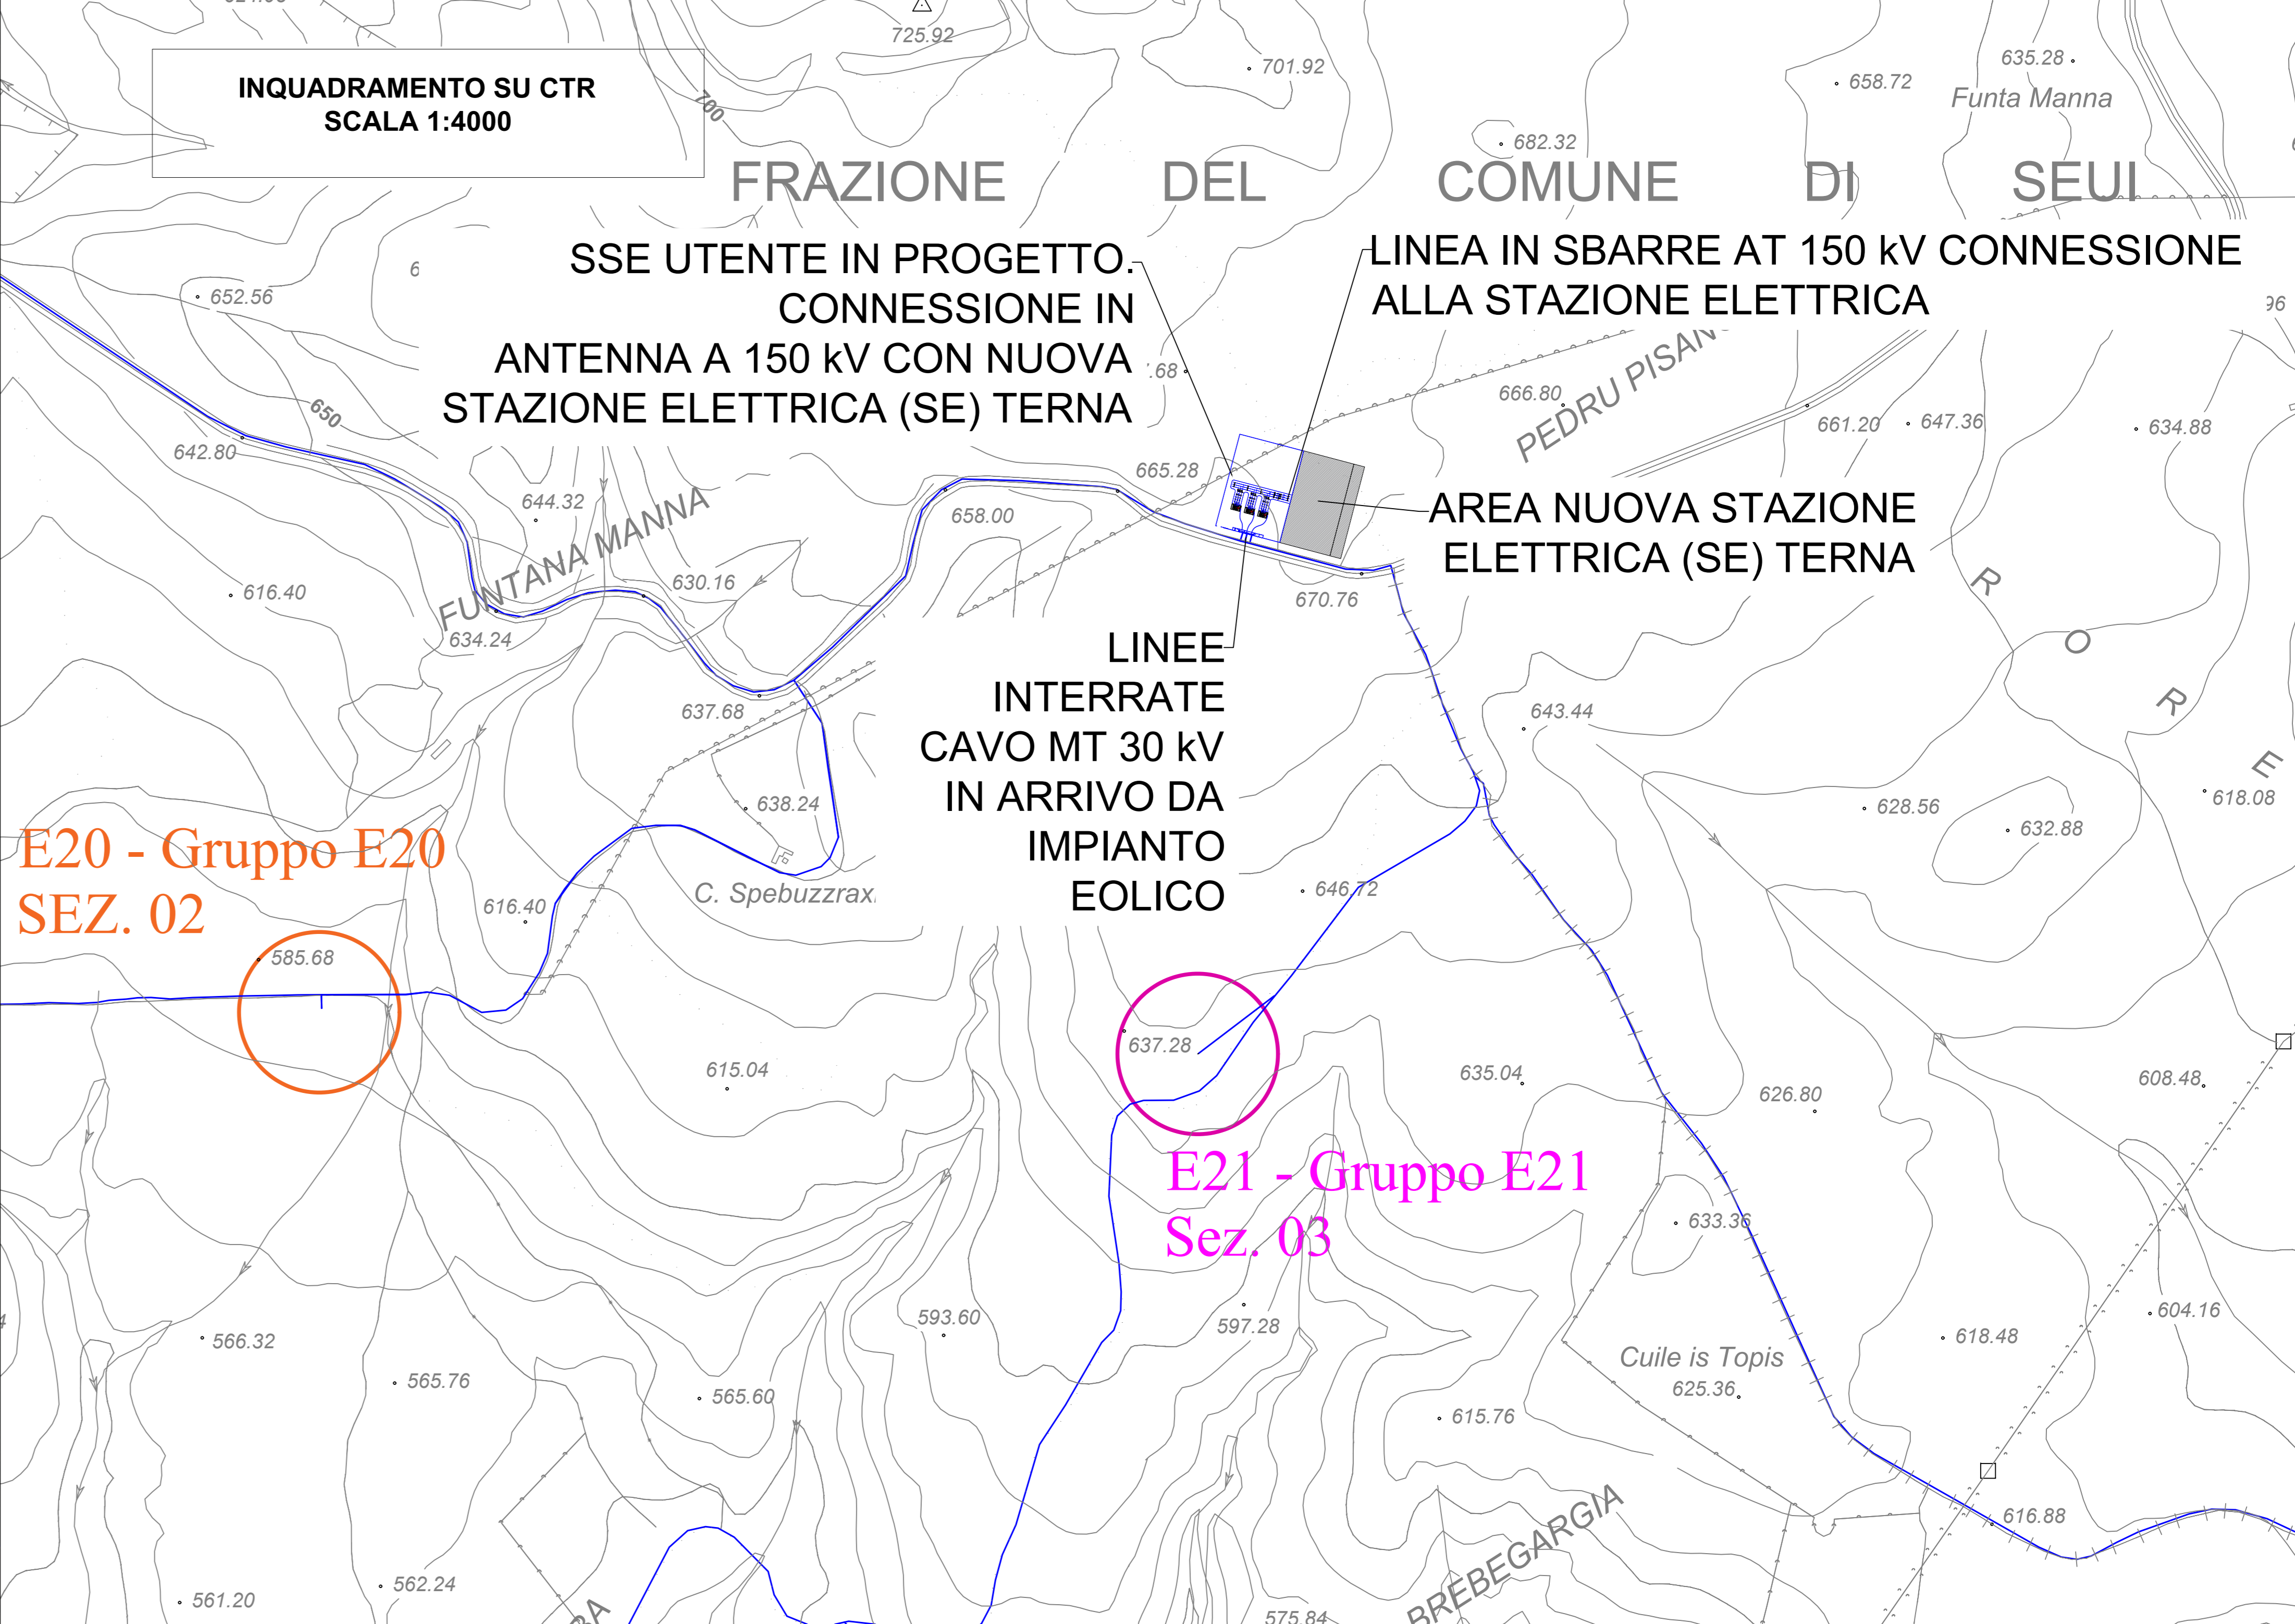 725.92
701.92
635.28
658.72
Funta Manna
INQUADRAMENTO SU CTR
SCALA 1:4000
700
682.32
FRAZIONE DEL COMUNE DI SEUI
SSE UTENTE IN PROGETTO.
CONNESSIONE IN
ANTENNA A 150 kV CON NUOVA
STAZIONE ELETTRICA (SE) TERNA
LINEA IN SBARRE AT 150 kV CONNESSIONE
ALLA STAZIONE ELETTRICA
652.56
650
642.80
666.80
PEDRU PISAN
661.20
647.36
634.88
665.28
644.32
658.00
FUNTANA MANNA
AREA NUOVA STAZIONE
ELETTRICA (SE) TERNA
616.40
630.16
670.76
634.24
R
O
R
E
LINEE
INTERRATE
CAVO MT 30 kV
IN ARRIVO DA
IMPIANTO
EOLICO
637.68
643.44
638.24
628.56
632.88
618.08
E20 - Gruppo E20
SEZ. 02
616.40
C. Spebuzzrax
646.72
585.68
637.28
615.04
635.04
626.80
608.48
E21 - Gruppo E21
Sez. 03
633.36
593.60
597.28
604.16
566.32
618.48
Cuile is Topis
625.36
565.76
565.60
615.76
616.88
BREBEGARGIA
562.24
561.20
575.84